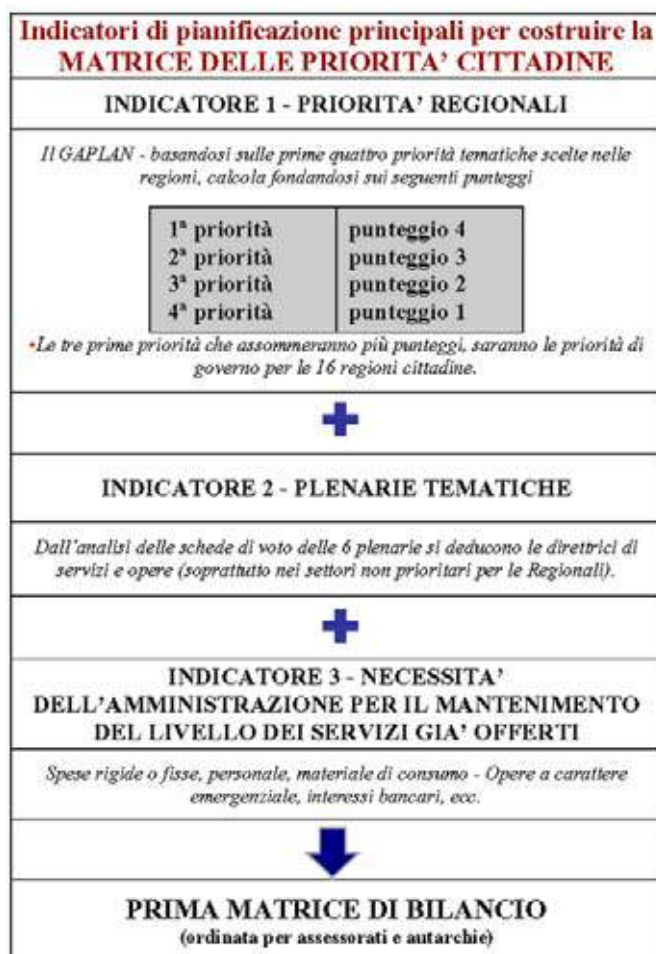 Indicatori di pianificazione principali per costruire la
MATRICE DELLE PRIORITA' CITTADINE
INDICATORE 1 - PRIORITA' REGIONALI
Il GAPLAN - basandosi sulle prime quattro priorità tematiche scelte nelle
regioni, calcola fondandosi sui seguenti punteggi
1ª priorità punteggio 4
2ª priorità punteggio 3
3ª priorità punteggio 2
4ª priorità punteggio 1
•Le tre prime priorità che assommeranno più punteggi, saranno le priorità di
governo per le 16 regioni cittadine.
INDICATORE 2 - PLENARIE TEMATICHE
Dall'analisi delle schede di voto delle 6 plenarie si deducono le direttrici di
servizi e opere (soprattutto nei settori non prioritari per le Regionali).
INDICATORE 3 - NECESSITA'
DELL'AMMINISTRAZIONE PER IL MANTENIMENTO
DEL LIVELLO DEI SERVIZI GIA' OFFERTI
Spese rigide o fisse, personale, materiale di consumo - Opere a carattere
emergenziale, interessi bancari, ecc.
PRIMA MATRICE DI BILANCIO
(ordinata per assessorati e autarchie)